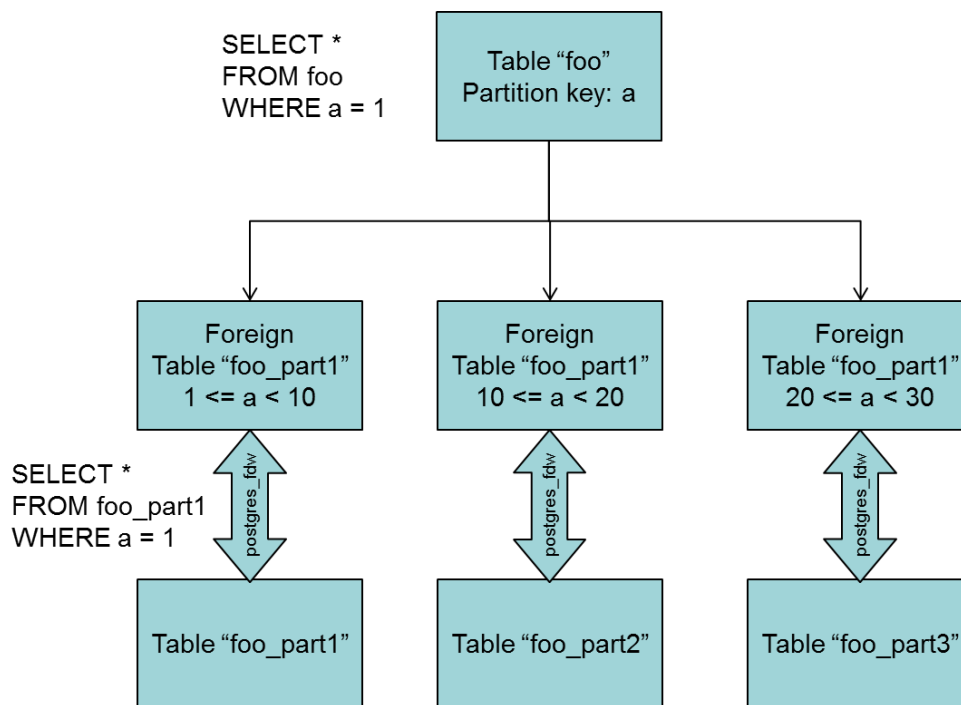 SELECT *
FROM foo
WHERE a = 1
Table “foo”
Partition key: a
Foreign
Table “foo_part1”
1 <= a < 10
Foreign
Table “foo_part1”
10 <= a < 20
Foreign
Table “foo_part1”
20 <= a < 30
SELECT *
FROM foo_part1
WHERE a = 1
postgres_fdw
postgres_fdw
postgres_fdw
Table “foo_part1”
Table “foo_part2”
Table “foo_part3”